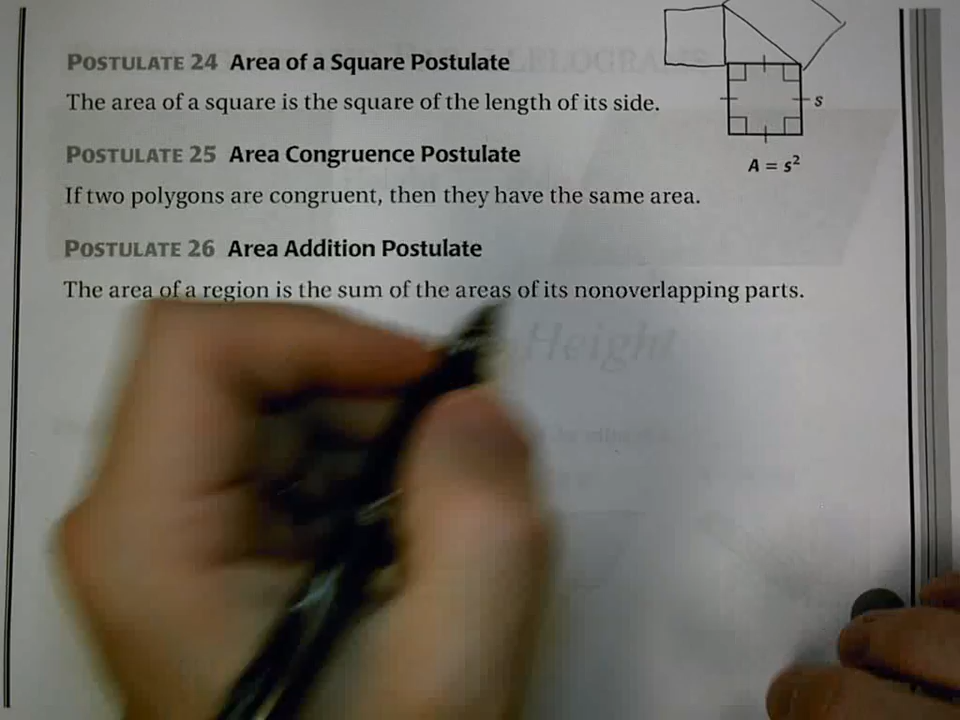 POSTULATE 24 Area of a Square Postulate
The area of a square is the square of the length of its side.
s
A = s²
POSTULATE 25 Area Congruence Postulate
If two polygons are congruent, then they have the same area.
POSTULATE 26 Area Addition Postulate
The area of a region is the sum of the areas of its nonoverlapping parts.
Height